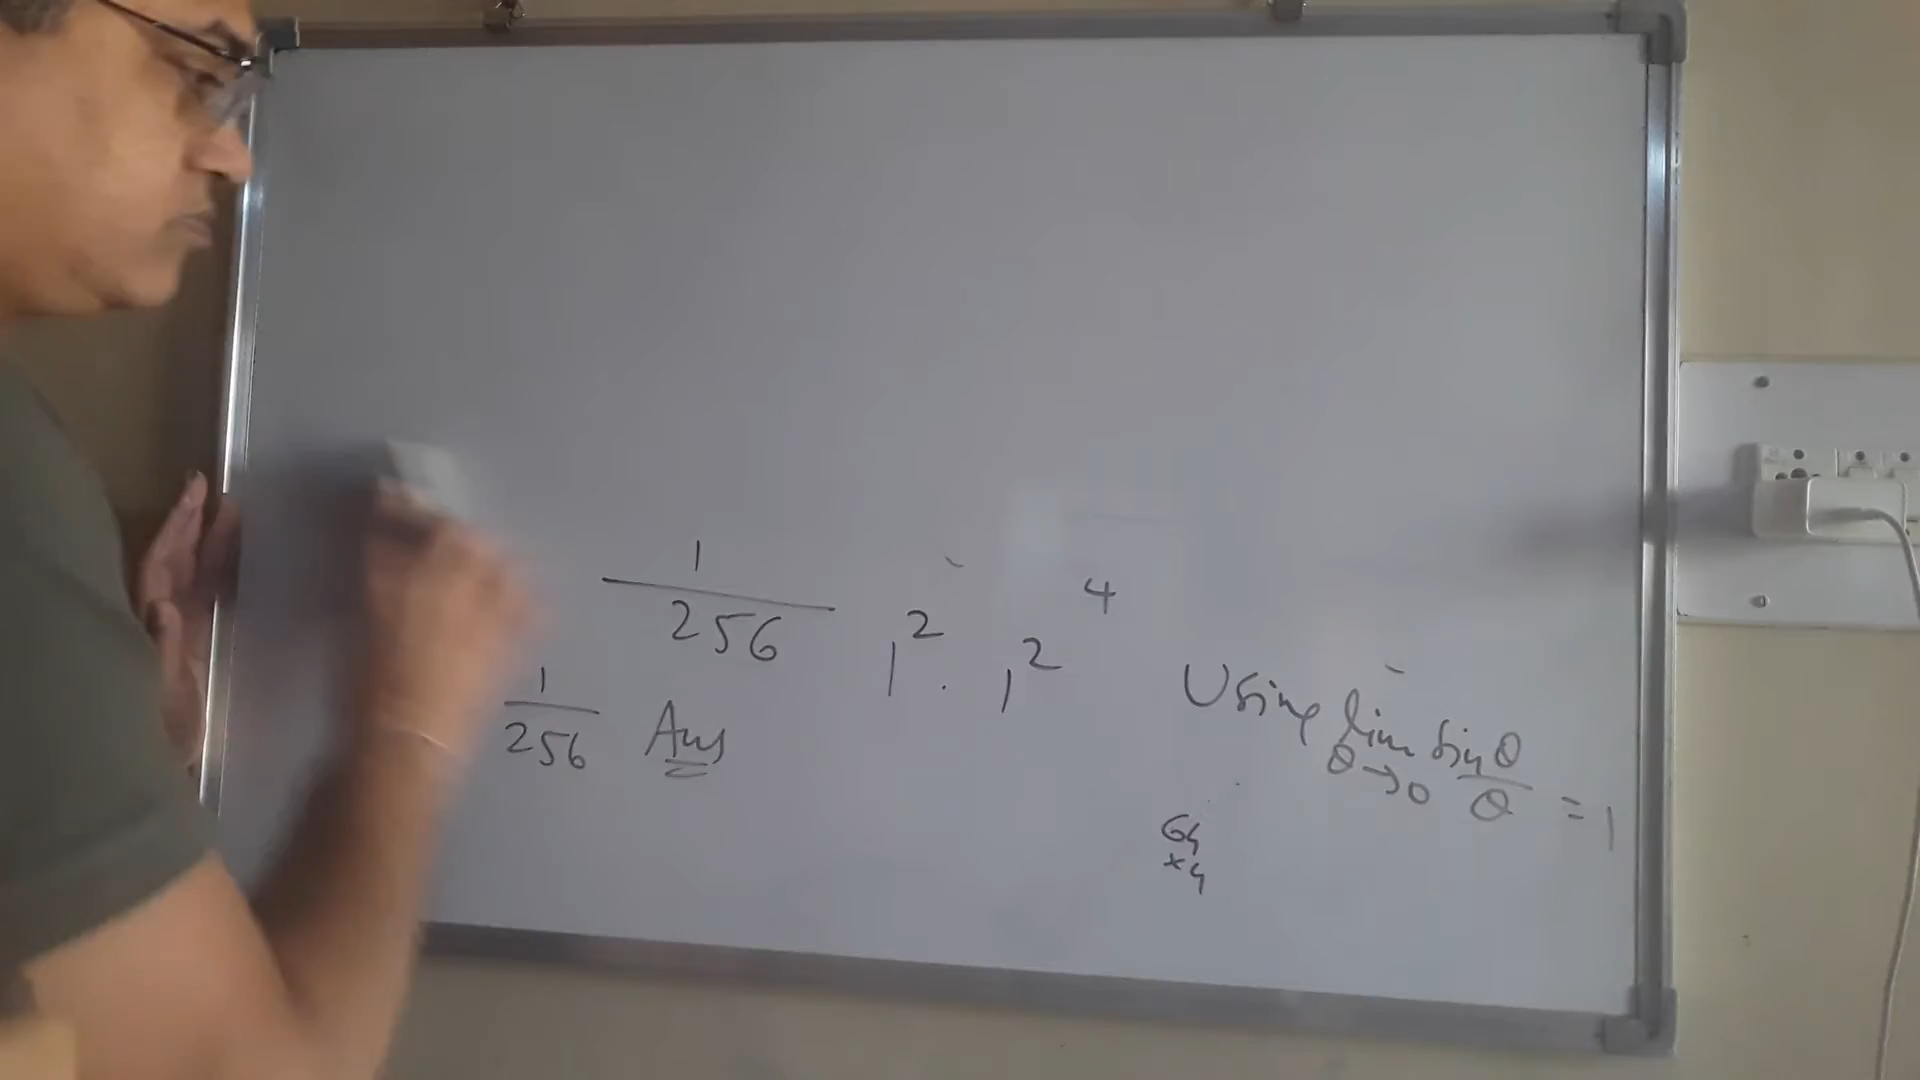 1/256 1² . 1² 4
1/256 Ans
Using lim θ→0 sin θ/θ = 1
64
×4